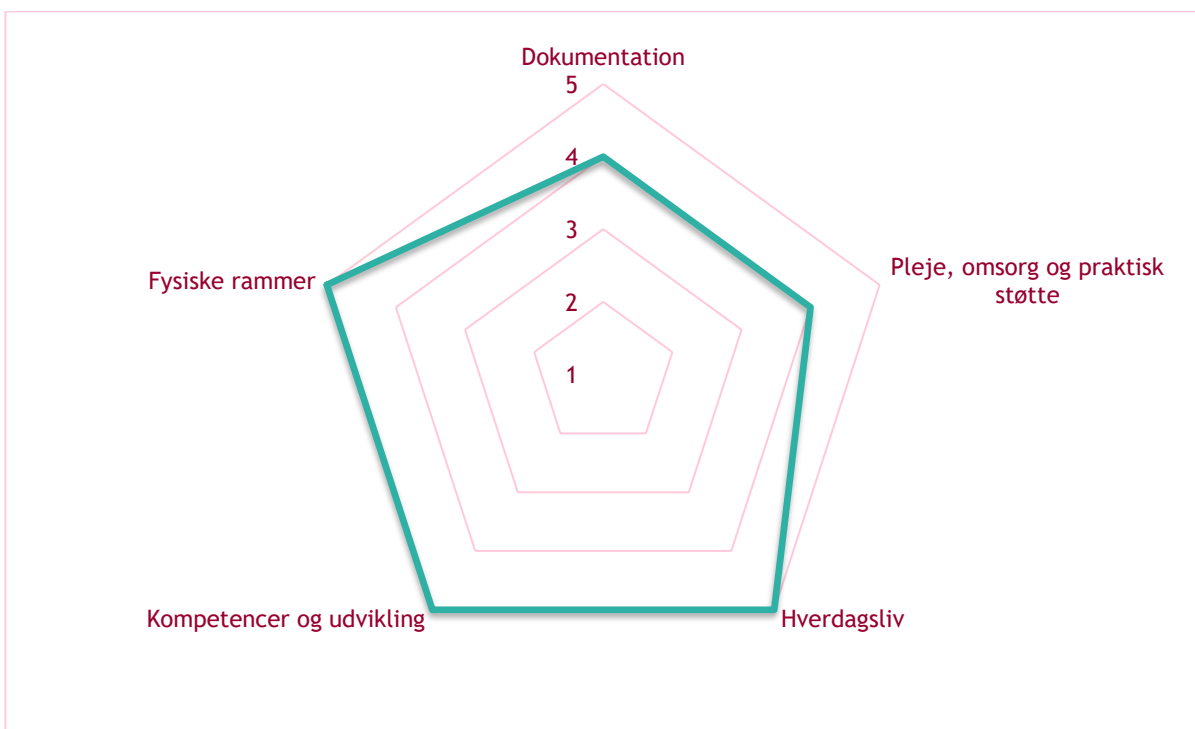 Dokumentation
5
4
3
2
1
Pleje, omsorg og praktisk
støtte
Fysiske rammer
Kompetencer og udvikling
Hverdagsliv